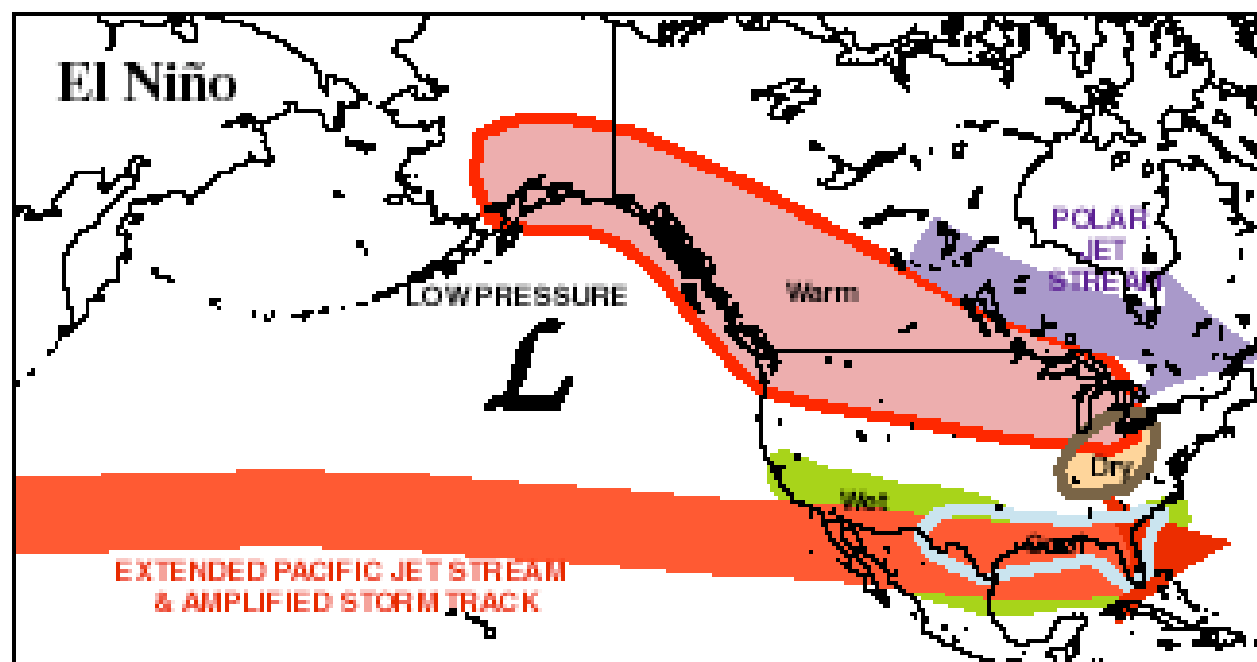 El Niño
POLAR
JET
STREAM
LOW PRESSURE
Warm
L
Dry
Wet
Cool
EXTENDED PACIFIC JET STREAM
& AMPLIFIED STORM TRACK